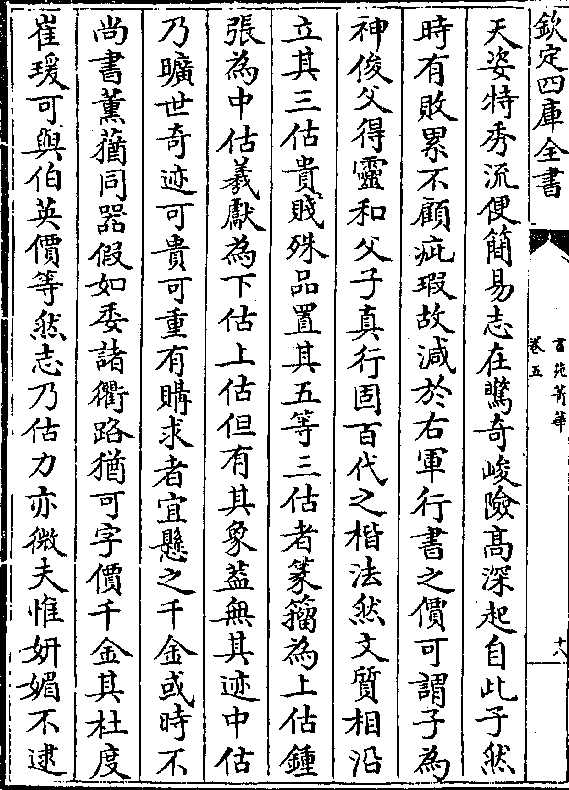 欽定四庫全書
書苑菁華
卷五
十八
天姿特秀流便簡易志在驚奇峻險高深起自此子然
時有敗累不顧疵瑕故減於右軍行書之價可謂子為
神俊父得靈和父子真行固百代之楷法然文質相沿
立其三估貴賤殊品置其五等三估者篆籀為上估鍾
張為中估羲獻為下估上估但有其象蓋無其迹中估
乃曠世奇迹可貴可重有購求者宜懸之千金或時不
尚書薰蕕同器假如委諸衢路猶可字價千金其杜度
崔瑗可與伯英價等然志乃估力亦微夫惟妍媚不逮